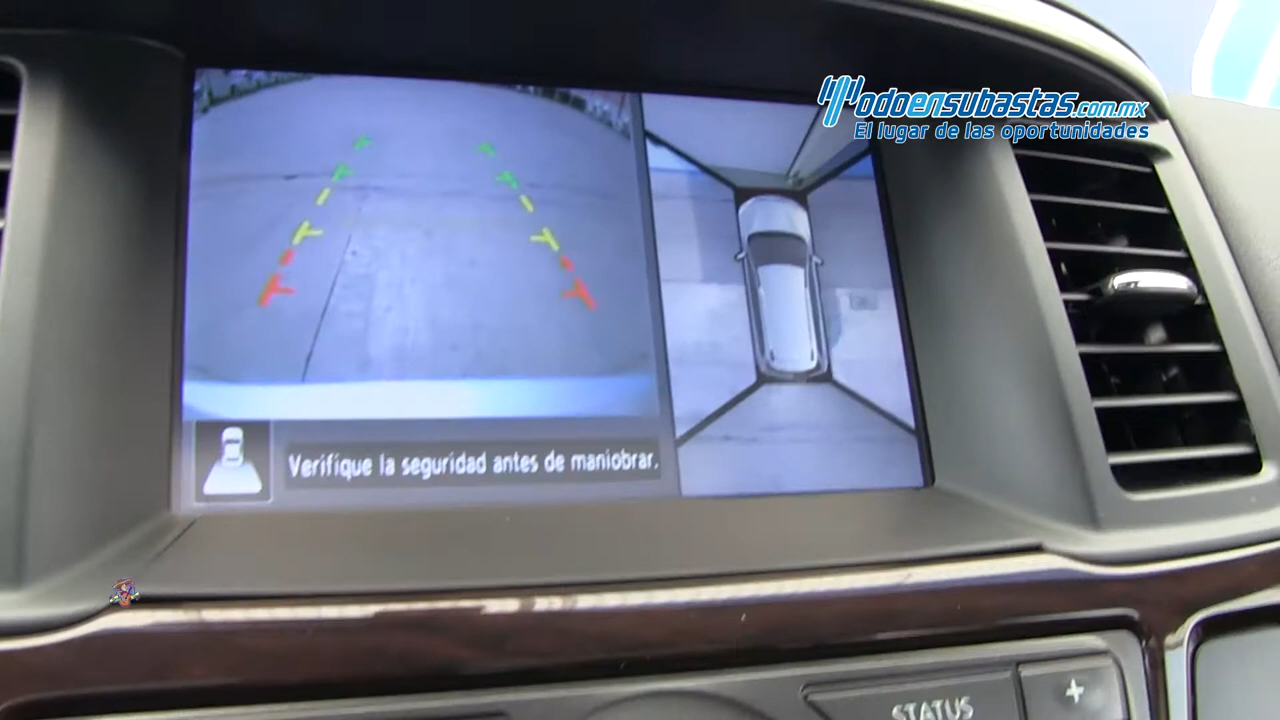 Todoensubastas.com.mx
El lugar de las oportunidades
Verifique la seguridad antes de maniobrar.
STATUS
+